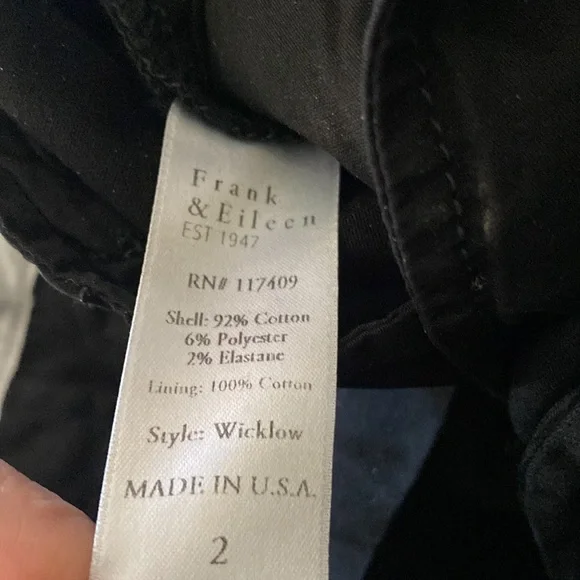 Frank
& Eileen
EST 1947
RN# 117409
Shell: 92% Cotton
6% Polyester
2% Elastane
Lining: 100% Cotton
Style: Wicklow
MADE IN U.S.A.
2